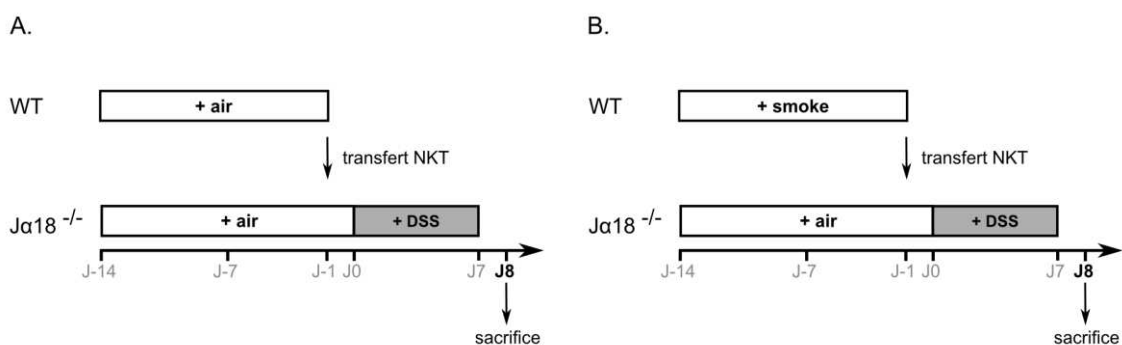 A.
WT
+ air
transfert NKT
Jα18 -/-
+ air
+ DSS
J-14
J-7
J-1 J0
J7 J8
sacrifice
B.
WT
+ smoke
transfert NKT
Jα18 -/-
+ air
+ DSS
J-14
J-7
J-1 J0
J7 J8
sacrifice